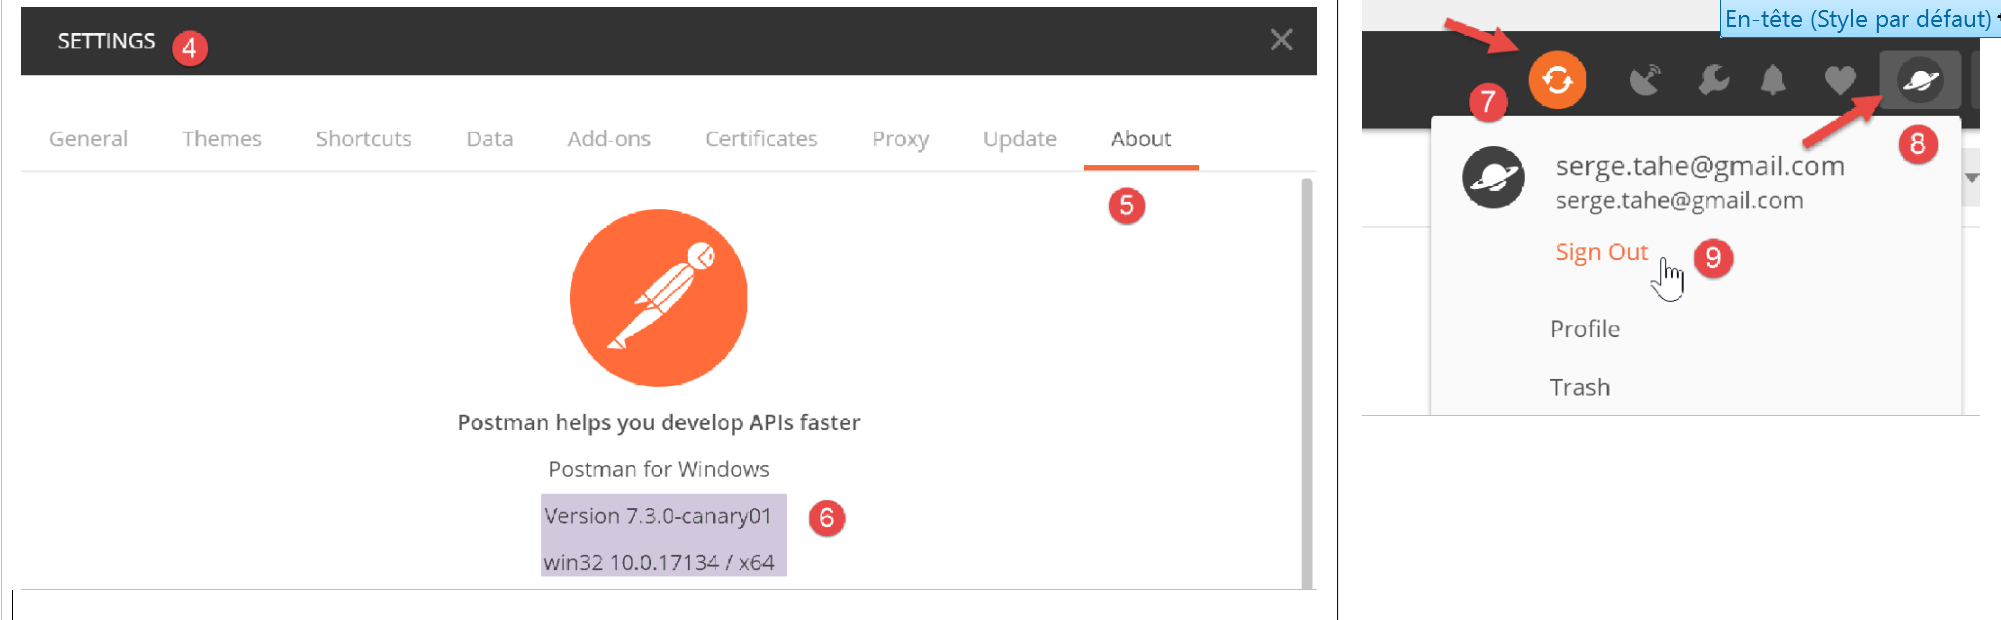 SETTINGS 4
General Themes Shortcuts Data Add-ons Certificates Proxy Update About
5
Postman helps you develop APIs faster
Postman for Windows
Version 7.3.0-canary01
6
win32 10.0.17134 / x64
En-tête (Style par défaut)
7
8
serge.tahe@gmail.com
serge.tahe@gmail.com
Sign Out 9
Profile
Trash